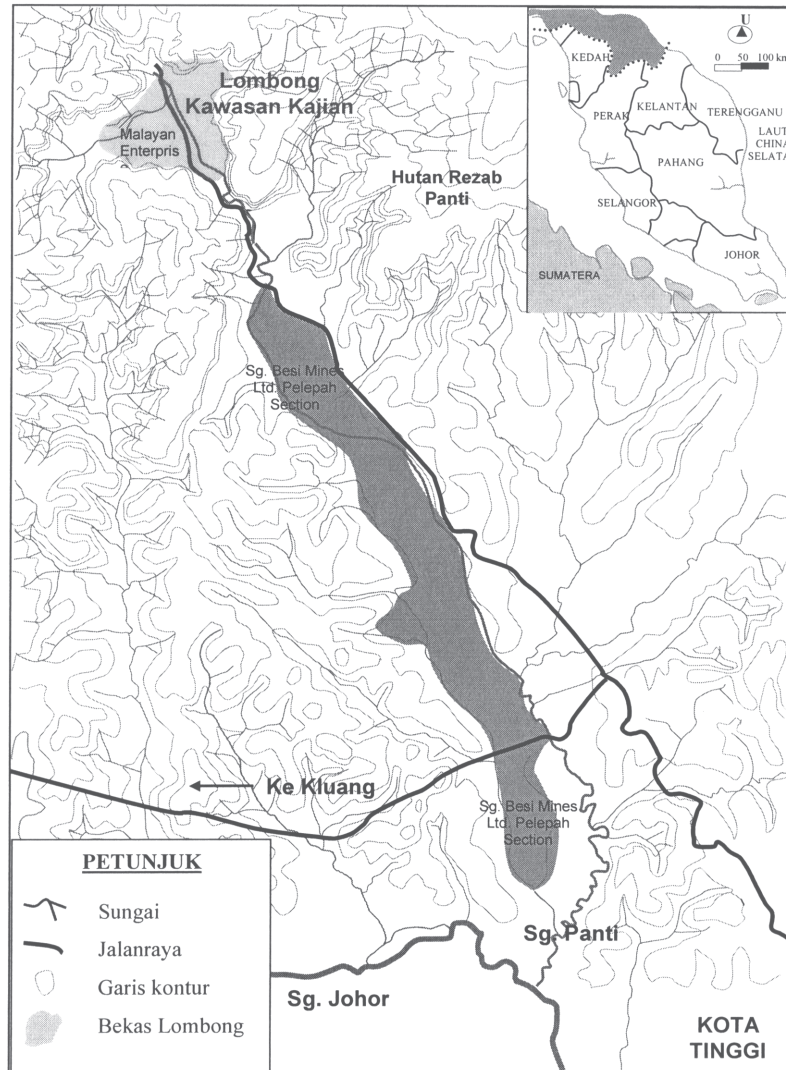 Lombong
Kawasan Kajian
Malayan
Enterpris
Hutan Rezab
Panti
Sg. Besi Mines
Ltd. Pelepah
Section
Ke Kluang
Sg. Besi Mines
Ltd. Pelepah
Section
Sg. Panti
Sg. Johor
KOTA
TINGGI
U
0 50 100 km
KEDAH
PERAK
KELANTAN
TERENGGANU
LAUT
CHINA
SELATA
PAHANG
SELANGOR
JOHOR
SUMATERA
PETUNJUK
Sungai
Jalanraya
Garis kontur
Bekas Lombong